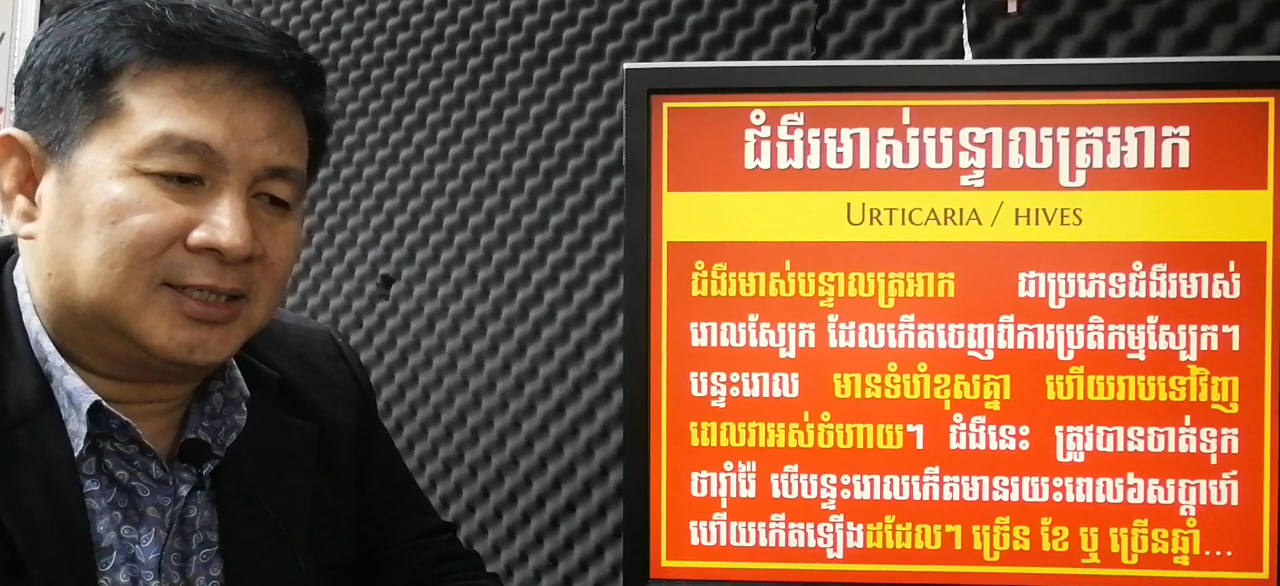 ជំងឺរមាស់បន្ទាលត្រអាក
URTICARIA / HIVES
ជំងឺរមាស់បន្ទាលត្រអាក ជាប្រភេទជំងឺរមាស់
រោលស្បែក ដែលកើតចេញពីការប្រតិកម្មស្បែក។
បន្ទះរោល មានទំហំខុសគ្នា ហើយរាបទៅវិញ
ពេលវាអស់ចំហាយ។ ជំងឺនេះ ត្រូវបានចាត់ទុក
ថារ៉ាំរ៉ៃ បើបន្ទះរោលកើតមានរយៈពេល៦សប្ដាហ៍
ហើយកើតឡើងដដែលៗ ច្រើន ខែ ឬ ច្រើនឆ្នាំ...